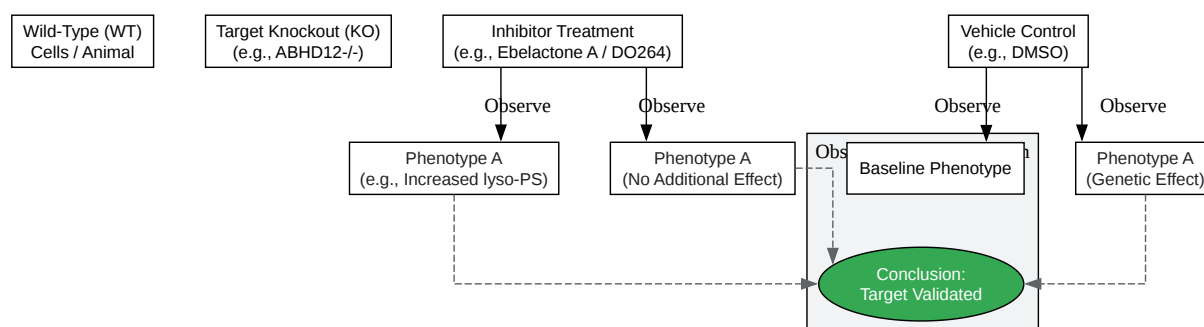 Wild-Type (WT)
Cells / Animal
Target Knockout (KO)
(e.g., ABHD12-/-)
Inhibitor Treatment
(e.g., Ebelactone A / DO264)
Vehicle Control
(e.g., DMSO)
Observe
Observe
Observe
Observe
Phenotype A
(e.g., Increased lyso-PS)
Phenotype A
(No Additional Effect)
Baseline Phenotype
Phenotype A
(Genetic Effect)
Conclusion:
Target Validated